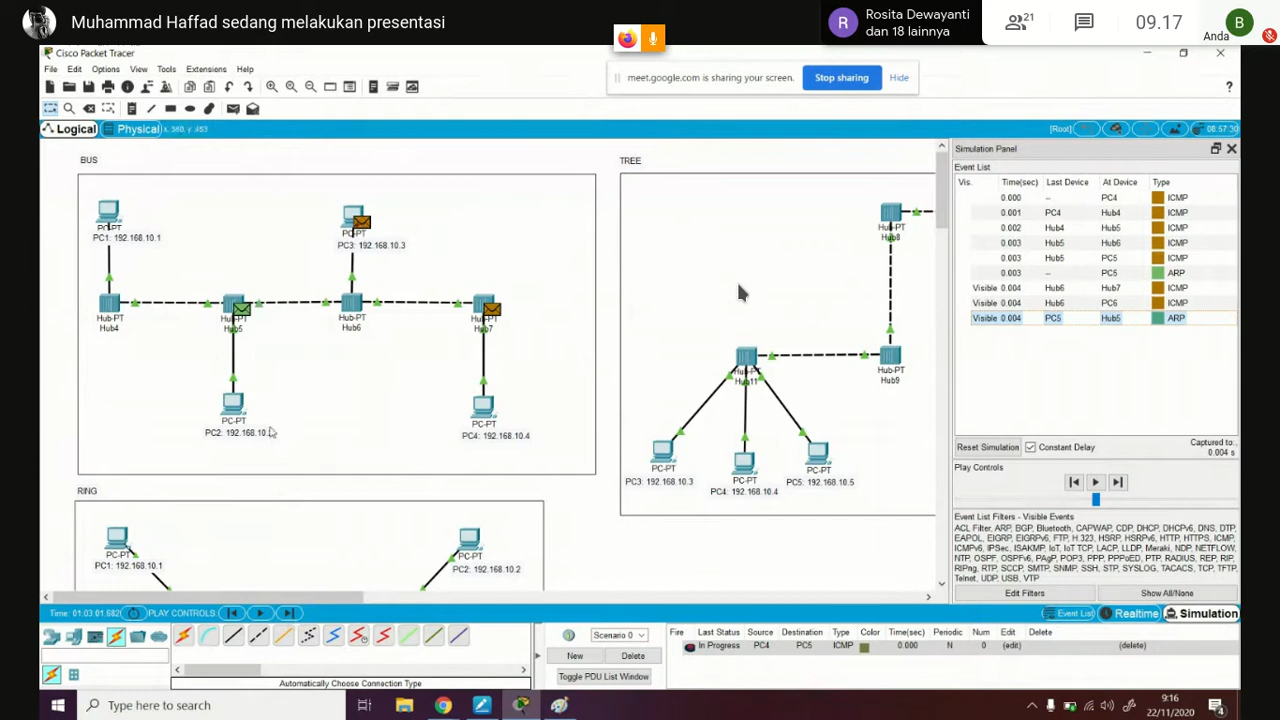 Muhammad Haffad sedang melakukan presentasi
R
Rosita Dewayanti
dan 18 lainnya
21
09.17
Anda
B
Cisco Packet Tracer
File Edit Options View Tools Extensions Help
meet.google.com is sharing your screen.
Stop sharing
Hide
?
Logical
Physical
x: 360, y: 453
[Root]
08:57:30
BUS
PC-PT
PC1: 192.168.10.1
PC-PT
PC3: 192.168.10.3
Hub-PT
Hub4
Hub-PT
Hub5
Hub-PT
Hub6
Hub-PT
Hub7
PC-PT
PC2: 192.168.10.
PC-PT
PC4: 192.168.10.4
TREE
Hub-PT
Hub8
Hub-PT
Hub9
Hub-PT
Hub11
PC-PT
PC3: 192.168.10.3
PC-PT
PC4: 192.168.10.4
PC-PT
PC5: 192.168.10.5
RING
PC-PT
PC1: 192.168.10.1
PC-PT
PC2: 192.168.10.2
Simulation Panel
Event List
Vis. Time(sec) Last Device At Device Type
0.000 -- PC4 ICMP
0.001 PC4 Hub4 ICMP
0.002 Hub4 Hub5 ICMP
0.003 Hub5 Hub6 ICMP
0.003 Hub5 PC5 ICMP
0.003 -- PC5 ARP
Visible 0.004 Hub6 Hub7 ICMP
Visible 0.004 Hub6 PC6 ICMP
Visible 0.004 PC5 Hub5 ARP
Reset Simulation
Constant Delay
Captured to..
0.004 s
Play Controls
Event List Filters - Visible Events
ACL Filter, ARP, BGP, Bluetooth, CAPWAP, CDP, DHCP, DHCPv6, DNS, DTP,
EAPOL, EIGRP, EIGRPv6, FTP, H.323, HSRP, HSRPv6, HTTP, HTTPS, ICMP,
ICMPv6, IPSec, ISAKMP, IoT, IoT TCP, LACP, LLDP, Meraki, NDP, NETFLOW,
NTP, OSPF, OSPFv6, PAgP, POP3, PPP, PPPoED, PTP, RADIUS, REP, RIP,
RIPng, RTP, SCCP, SMTP, SNMP, SSH, STP, SYSLOG, TACACS, TCP, TFTP,
Telnet, UDP, USB, VTP
Edit Filters
Show All/None
Time: 01:03:01.682
PLAY CONTROLS:
Event List
Realtime
Simulation
Automatically Choose Connection Type
Scenario 0
New
Delete
Toggle PDU List Window
Fire Last Status Source Destination Type Color Time(sec) Periodic Num Edit Delete
In Progress PC4 PC5 ICMP 0.000 N 0 (edit) (delete)
Type here to search
9:16
22/11/2020
4